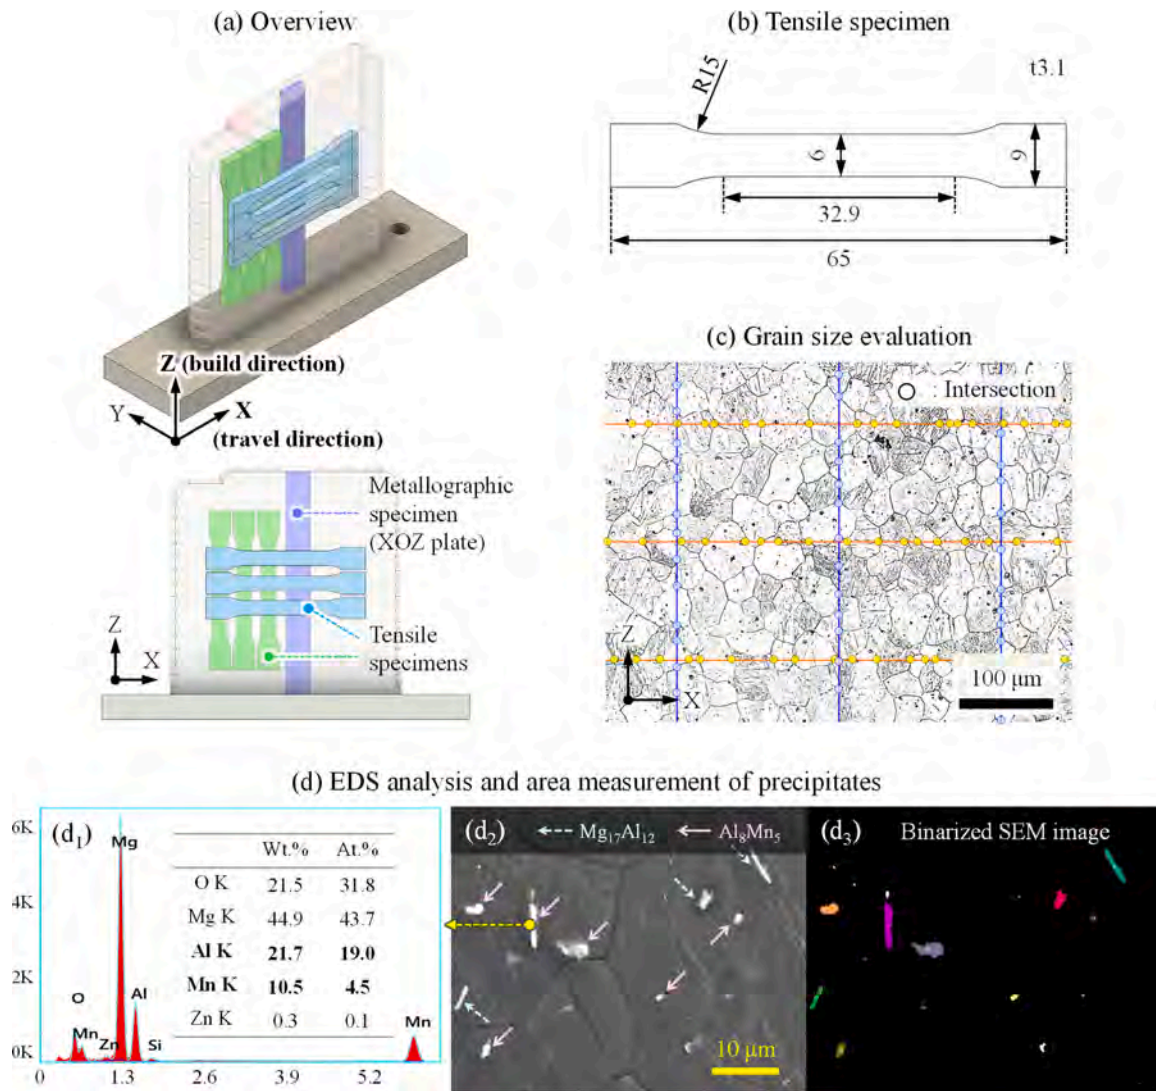 (a) Overview
Z (build direction)
Y
X
(travel direction)
Metallographic
specimen
(XOZ plate)
Tensile
specimens
Z
X
(b) Tensile specimen
R15
t3.1
6
9
32.9
65
(c) Grain size evaluation
: Intersection
Z
X
100 μm
(d) EDS analysis and area measurement of precipitates
(d1)
6K
4K
2K
0K
Mg
O
Al
Mn
Zn
Si
Mn
0 1.3 2.6 3.9 5.2
Wt.% At.%
O K 21.5 31.8
Mg K 44.9 43.7
Al K 21.7 19.0
Mn K 10.5 4.5
Zn K 0.3 0.1
(d2)
Mg17Al12 Al8Mn5
10 μm
(d3) Binarized SEM image